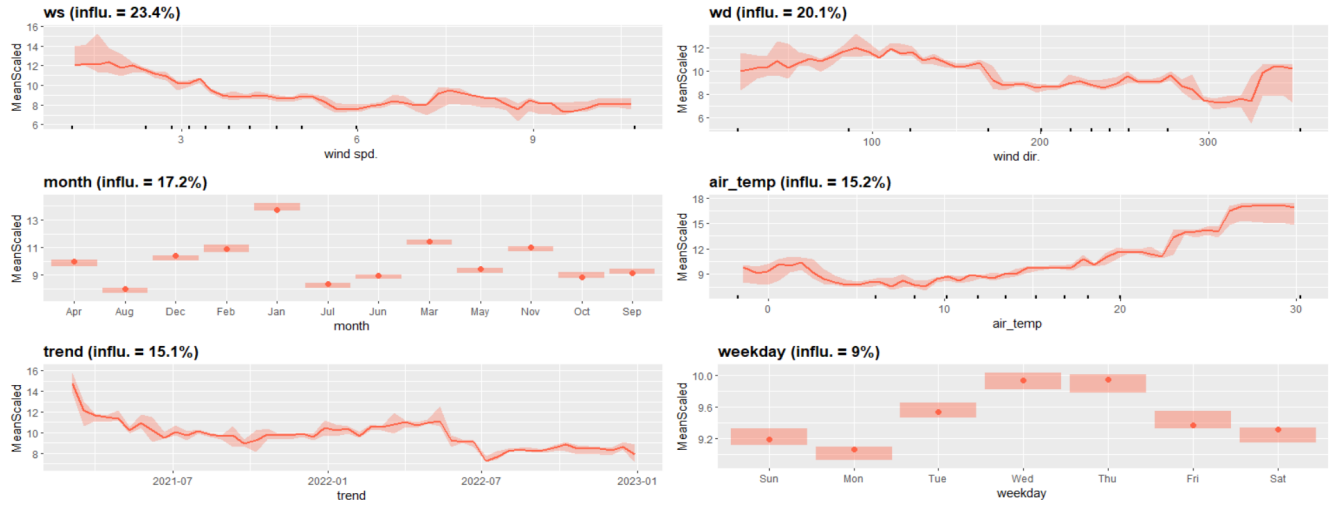 ws (influ. = 23.4%)
MeanScaled
16
14
12
10
8
6
3
6
9
wind spd.
wd (influ. = 20.1%)
MeanScaled
12
10
8
6
100
200
300
wind dir.
month (influ. = 17.2%)
MeanScaled
13
11
9
Apr Aug Dec Feb Jan Jul Jun Mar May Nov Oct Sep
month
air_temp (influ. = 15.2%)
MeanScaled
18
15
12
9
0
10
20
30
air_temp
trend (influ. = 15.1%)
MeanScaled
16
14
12
10
8
2021-07
2022-01
2022-07
2023-01
trend
weekday (influ. = 9%)
MeanScaled
10.0
9.6
9.2
Sun Mon Tue Wed Thu Fri Sat
weekday